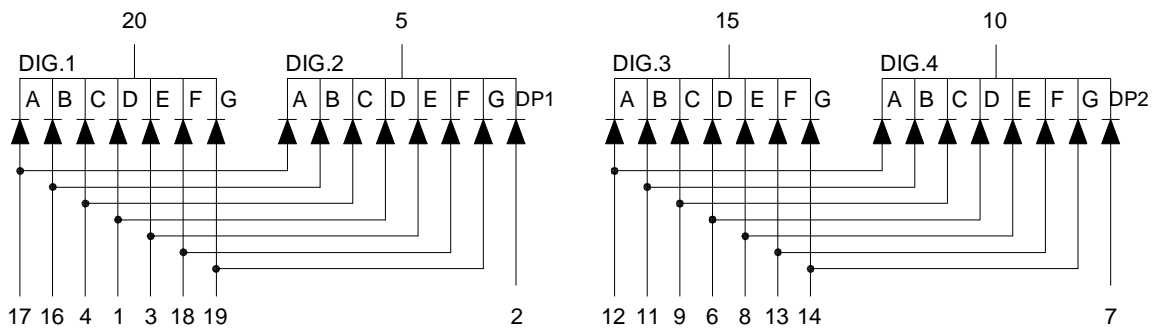 20 5 15 10
DIG.1 DIG.2 DIG.3 DIG.4
A B C D E F G A B C D E F G DP1 A B C D E F G A B C D E F G DP2
17 16 4 1 3 18 19 2 12 11 9 6 8 13 14 7